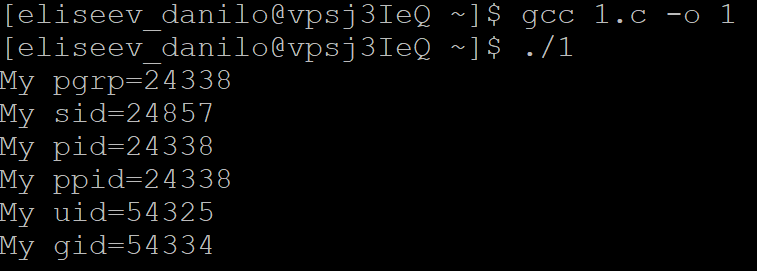 [eliseev_danilo@vpsj3IeQ ~]$ gcc 1.c -o 1
[eliseev_danilo@vpsj3IeQ ~]$ ./1
My pgrp=24338
My sid=24857
My pid=24338
My ppid=24338
My uid=54325
My gid=54334